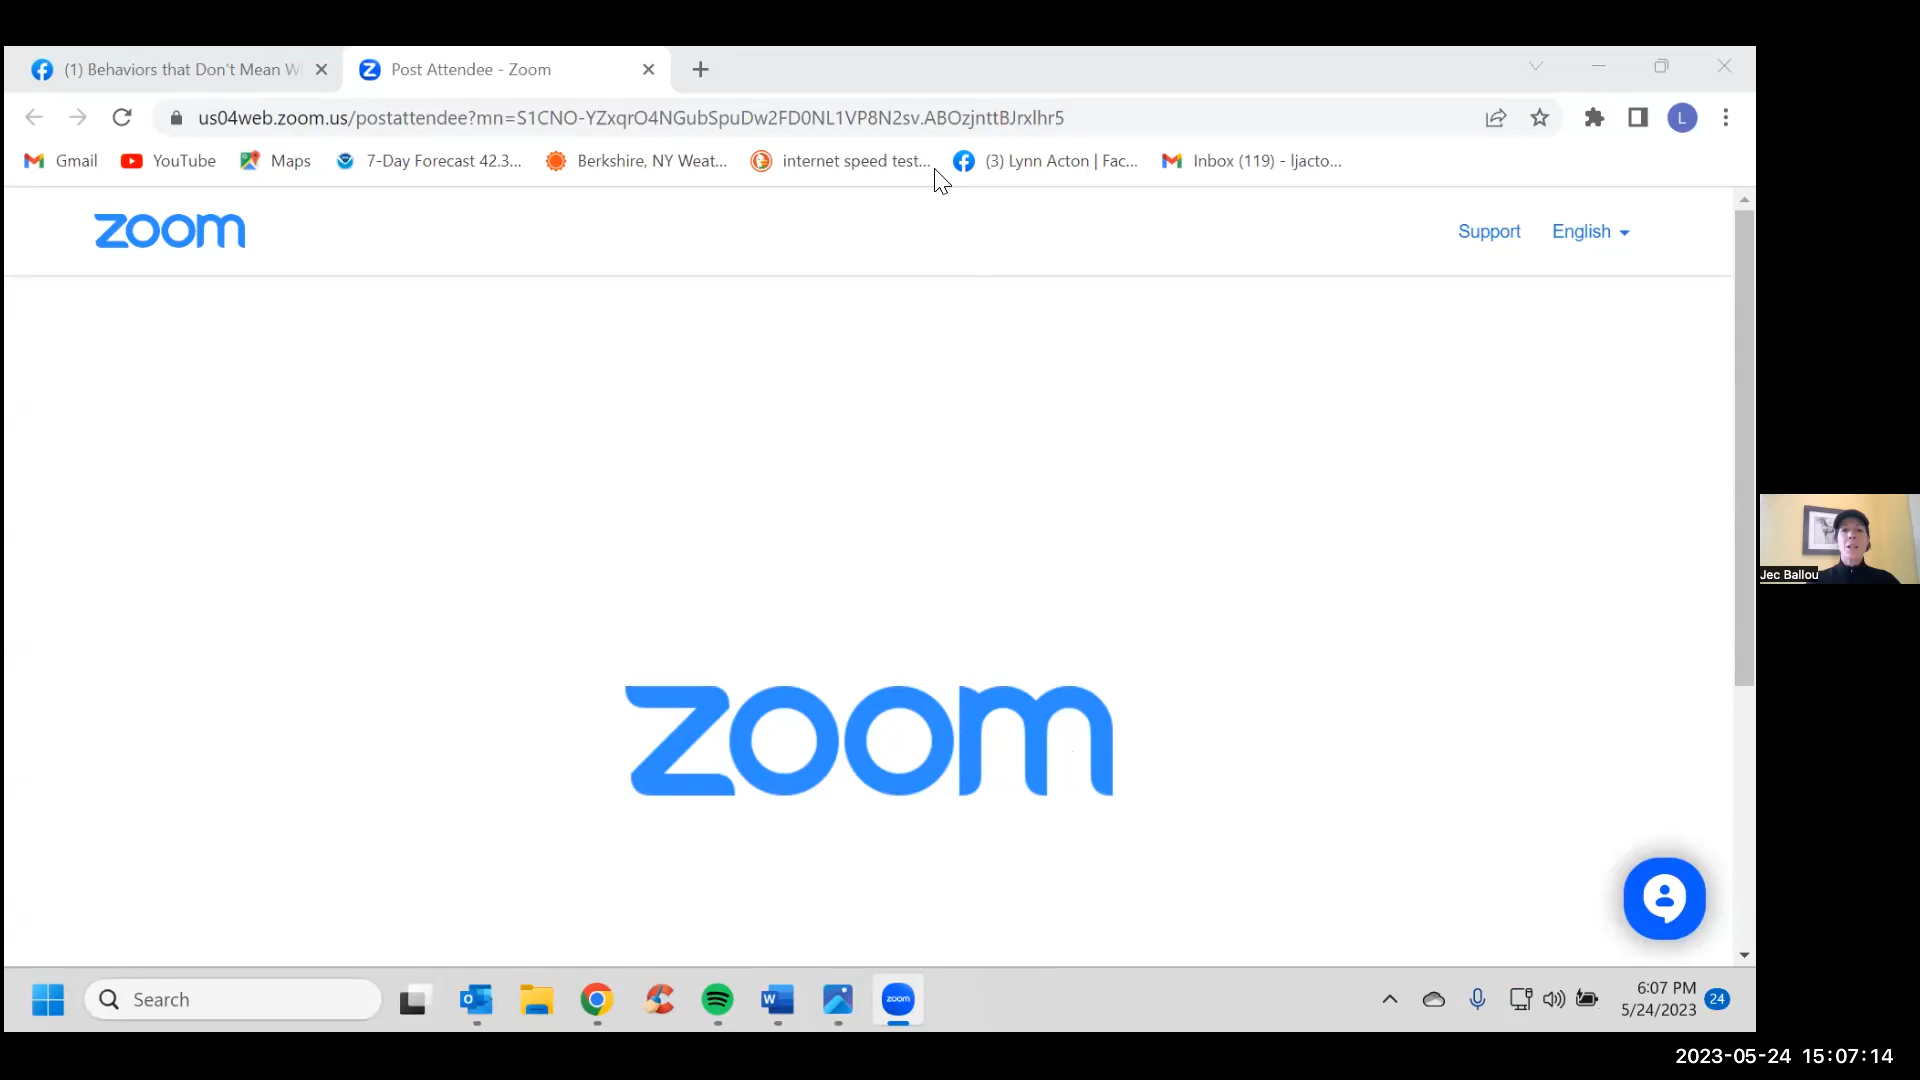 (1) Behaviors that Don't Mean W
Post Attendee - Zoom
us04web.zoom.us/postattendee?mn=S1CNO-YZxqrO4NGubSpuDw2FD0NL1VP8N2sv.ABOzjnttBJrxlhr5
L
Gmail
YouTube
Maps
7-Day Forecast 42.3...
Berkshire, NY Weat...
internet speed test...
(3) Lynn Acton | Fac...
Inbox (119) - ljacto...
zoom
Support
English
Jec Ballou
zoom
Search
zoom
6:07 PM
5/24/2023
24
2023-05-24 15:07:14